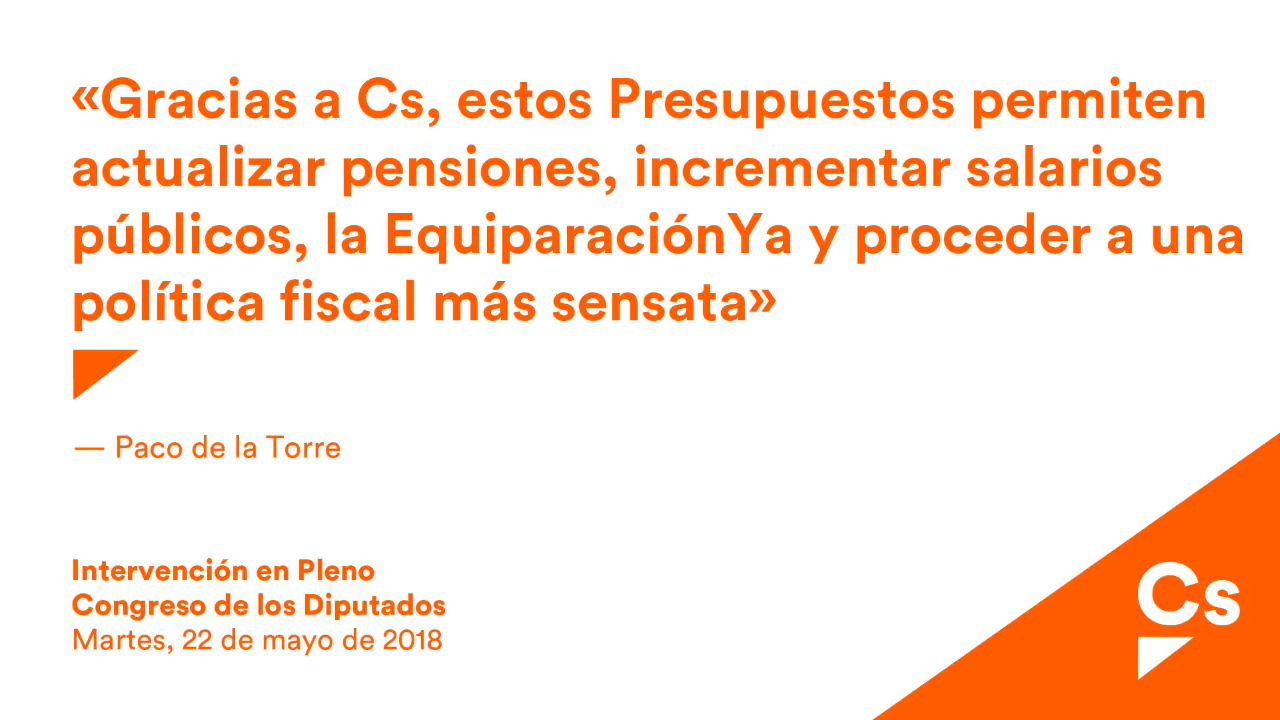 «Gracias a Cs, estos Presupuestos permiten
actualizar pensiones, incrementar salarios
públicos, la EquiparaciónYa y proceder a una
política fiscal más sensata»
— Paco de la Torre
Intervención en Pleno
Congreso de los Diputados
Martes, 22 de mayo de 2018
Cs